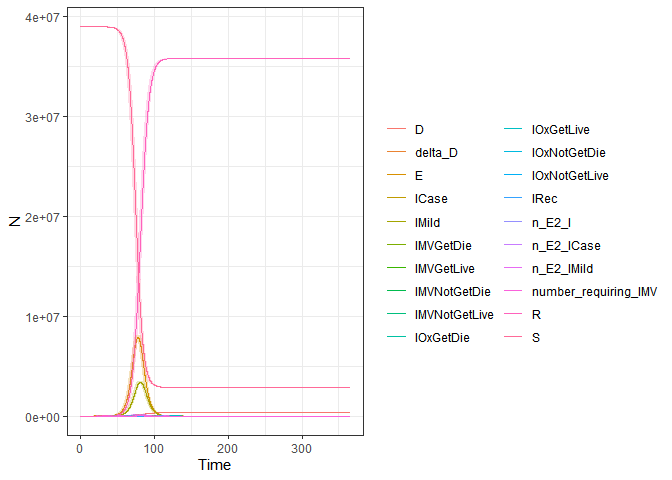 4e+07
3e+07
2e+07
1e+07
0e+00
N
0
100
200
300
Time
D
delta_D
E
ICase
IMild
IMVGetDie
IMVGetLive
IMVNotGetDie
IMVNotGetLive
IOxGetDie
IOxGetLive
IOxNotGetDie
IOxNotGetLive
IRec
n_E2_I
n_E2_ICase
n_E2_IMild
number_requiring_IMV
R
S